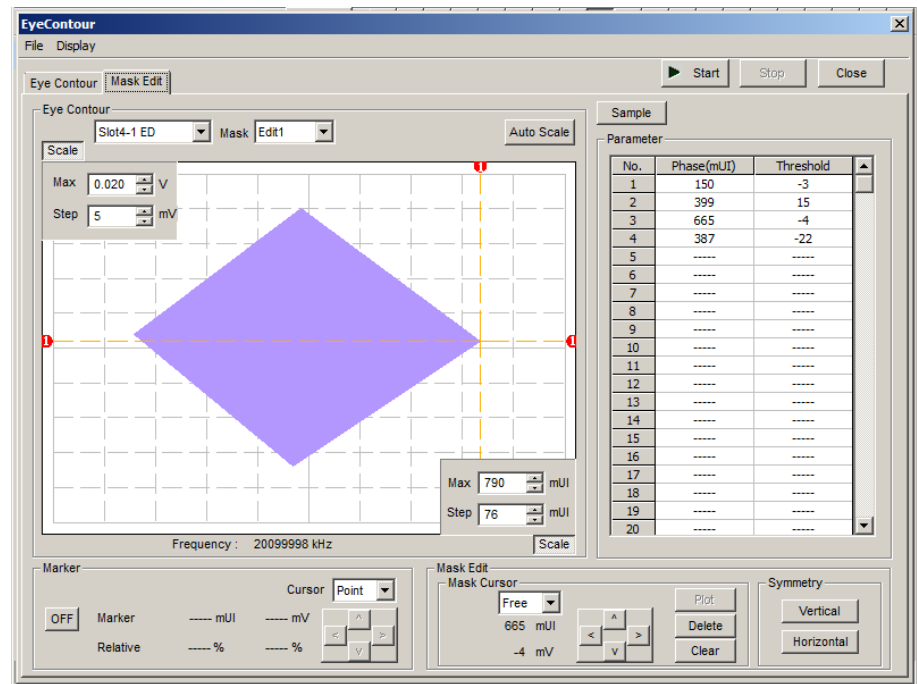 EyeContour
File Display
Start Stop Close
Eye Contour Mask Edit
Eye Contour
Slot4-1 ED Mask Edit1 Auto Scale
Scale
Max 0.020 V
Step 5 mV
1
1
1
Max 790 mUI
Step 76 mUI
Scale
Frequency : 20099998 kHz
Sample
Parameter
No. Phase(mUI) Threshold
1 150 -3
2 399 15
3 665 -4
4 387 -22
5 ----- -----
6 ----- -----
7 ----- -----
8 ----- -----
9 ----- -----
10 ----- -----
11 ----- -----
12 ----- -----
13 ----- -----
14 ----- -----
15 ----- -----
16 ----- -----
17 ----- -----
18 ----- -----
19 ----- -----
20 ----- -----
Marker
Cursor Point
OFF Marker ----- mUI ----- mV
Relative ----- % ----- %
^
< >
v
Mask Edit
Mask Cursor
Free
665 mUI
-4 mV
^
< >
v
Plot
Delete
Clear
Symmetry
Vertical
Horizontal